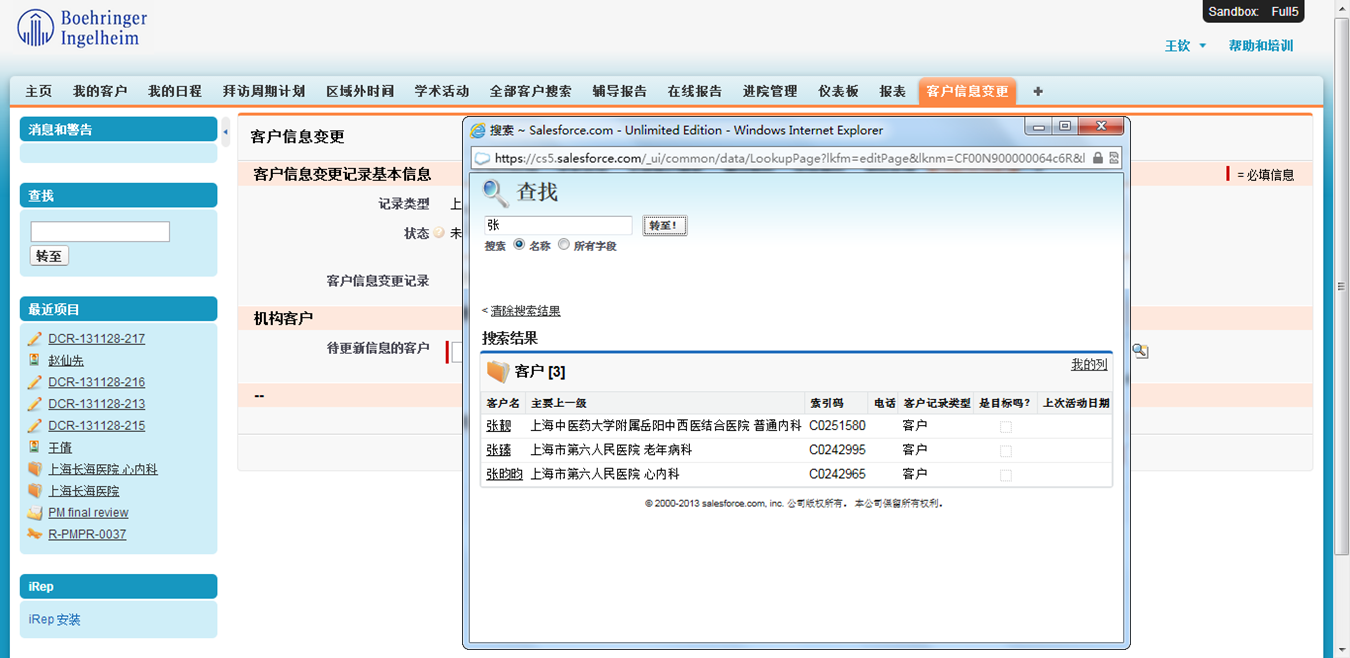 Boehringer
Ingelheim
Sandbox: Full5
王钦 帮助和培训
主页 我的客户 我的日程 拜访周期计划 区域外时间 学术活动 全部客户搜索 辅导报告 在线报告 进院管理 仪表板 报表 客户信息变更 +
消息和警告
查找
转至
最近项目
DCR-131128-217
赵仙先
DCR-131128-216
DCR-131128-213
DCR-131128-215
王倩
上海长海医院 心内科
上海长海医院
PM final review
R-PMPR-0037
iRep
iRep 安装
客户信息变更
客户信息变更记录基本信息
= 必填信息
记录类型 上
状态 未
客户信息变更记录
机构客户
待更新信息的客户
--
搜索 ~ Salesforce.com - Unlimited Edition - Windows Internet Explorer
https://cs5.salesforce.com/_ui/common/data/LookupPage?lkfm=editPage&lknm=CF00N900000064c6R&l
查找
张
转至!
搜索 名称 所有字段
< 清除搜索结果
搜索结果
客户 [3]
我的列
客户名 主要上一级 索引码 电话 客户记录类型 是目标吗? 上次活动日期
张靓 上海中医药大学附属岳阳中西医结合医院 普通内科 C0251580 客户
张臻 上海市第六人民医院 老年病科 C0242995 客户
张昀昀 上海市第六人民医院 心内科 C0242965 客户
© 2000-2013 salesforce.com, inc. 公司版权所有。 本公司保留所有权利。